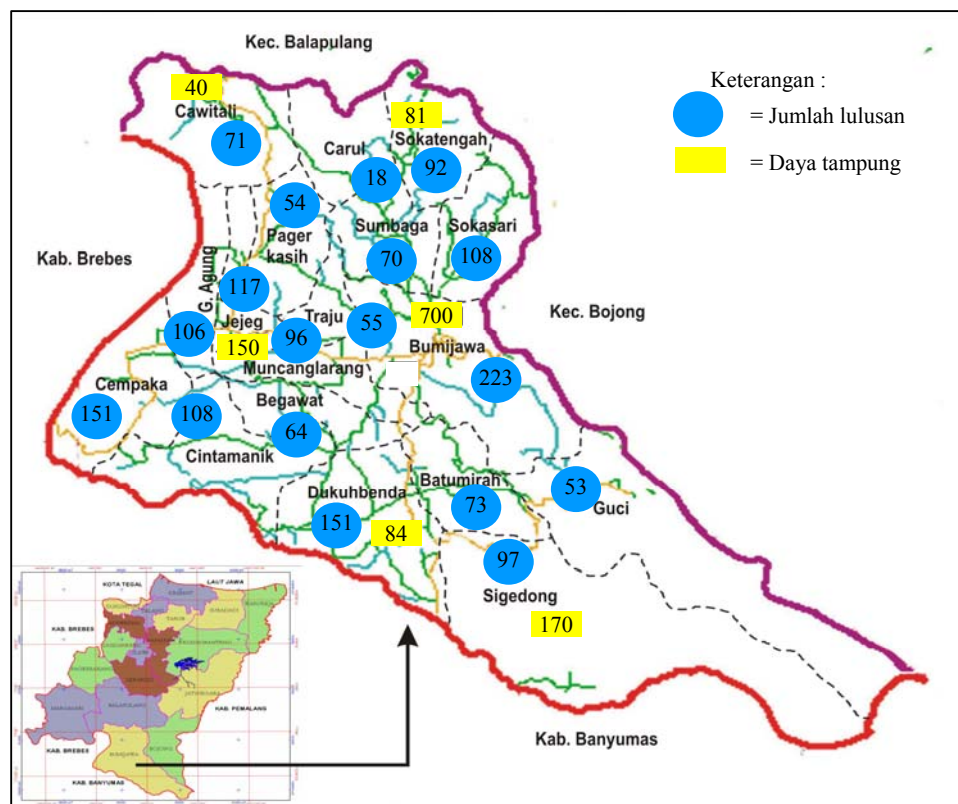 Kec. Balapulang
Keterangan :
= Jumlah lulusan
= Daya tampung
40
Cawitali
71
81
Sokatengah
92
Carul
18
54
Pager
kasih
Sumbaga
70
Sokasari
108
Kab. Brebes
G. Agung
117
Jejeg
106
150
Traju
96
55
700
Bumijawa
223
Kec. Bojong
Muncanglarang
Cempaka
151
108
Begawat
64
Cintamanik
Dukuhbenda
151
84
Batumirah
73
53
Guci
97
Sigedong
170
Kab. Banyumas
KOTA TEGAL
LAUT JAWA
KAB. BREBES
KAB. PEMALANG
KAB. BREBES
KAB. BANYUMAS